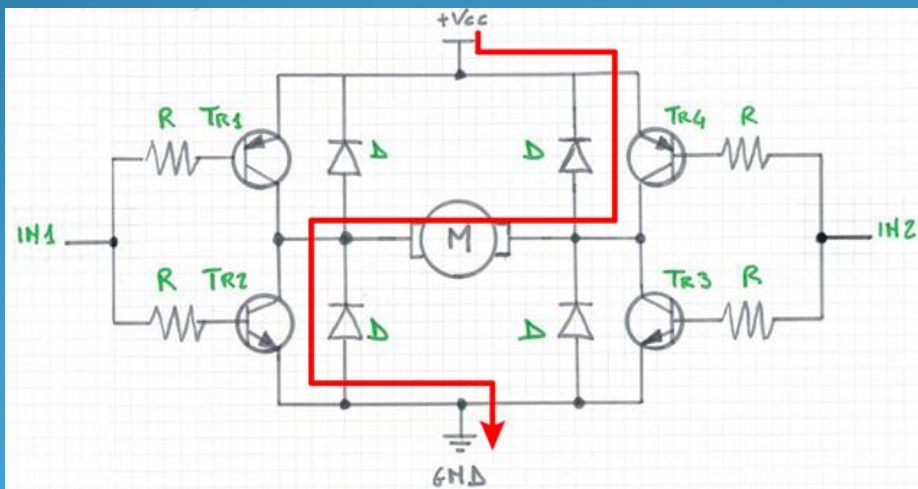 +Vcc
R TR1
TR4 R
D
D
IN1
M
IN2
R TR2
TR3 R
D
D
GND